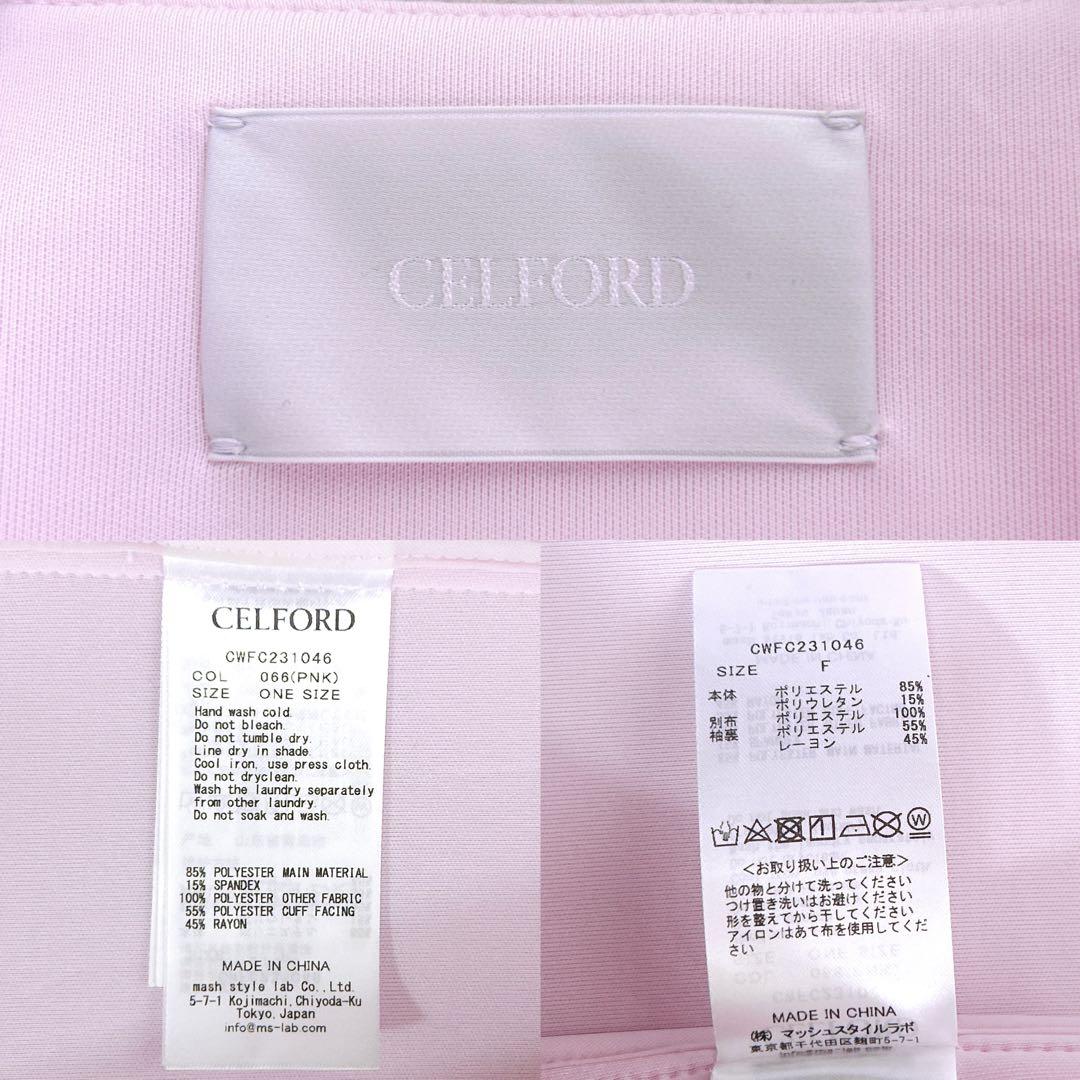 CELFORD
CELFORD
CWFC231046
COL 066(PNK)
SIZE ONE SIZE
Hand wash cold.
Do not bleach.
Do not tumble dry.
Line dry in shade.
Cool iron, use press cloth.
Do not dryclean.
Wash the laundry separately
from other laundry.
Do not soak and wash.
85% POLYESTER MAIN MATERIAL
15% SPANDEX
100% POLYESTER OTHER FABRIC
55% POLYESTER CUFF FACING
45% RAYON
MADE IN CHINA
mash style lab Co.,Ltd.
5-7-1 Kojimachi,Chiyoda-Ku
Tokyo,Japan
info@ms-lab.com
CWFC231046
SIZE F
本体 ポリエステル 85%
ポリウレタン 15%
別布 ポリエステル 100%
袖裏 ポリエステル 55%
レーヨン 45%
W
<お取り扱い上のご注意>
他の物と分けて洗ってください
つけ置き洗いはお避けください
形を整えてから干してください
アイロンはあて布を使用してくだ
さい
MADE IN CHINA
(株) マッシュスタイルラボ
東京都千代田区麹町5-7-1